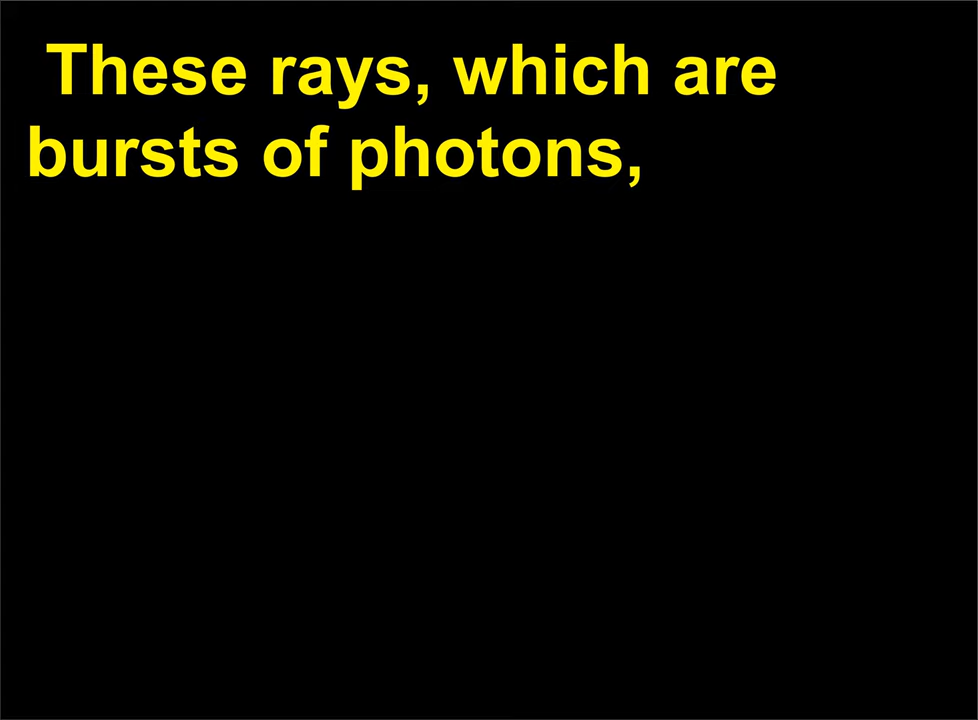 These rays, which are
bursts of photons,